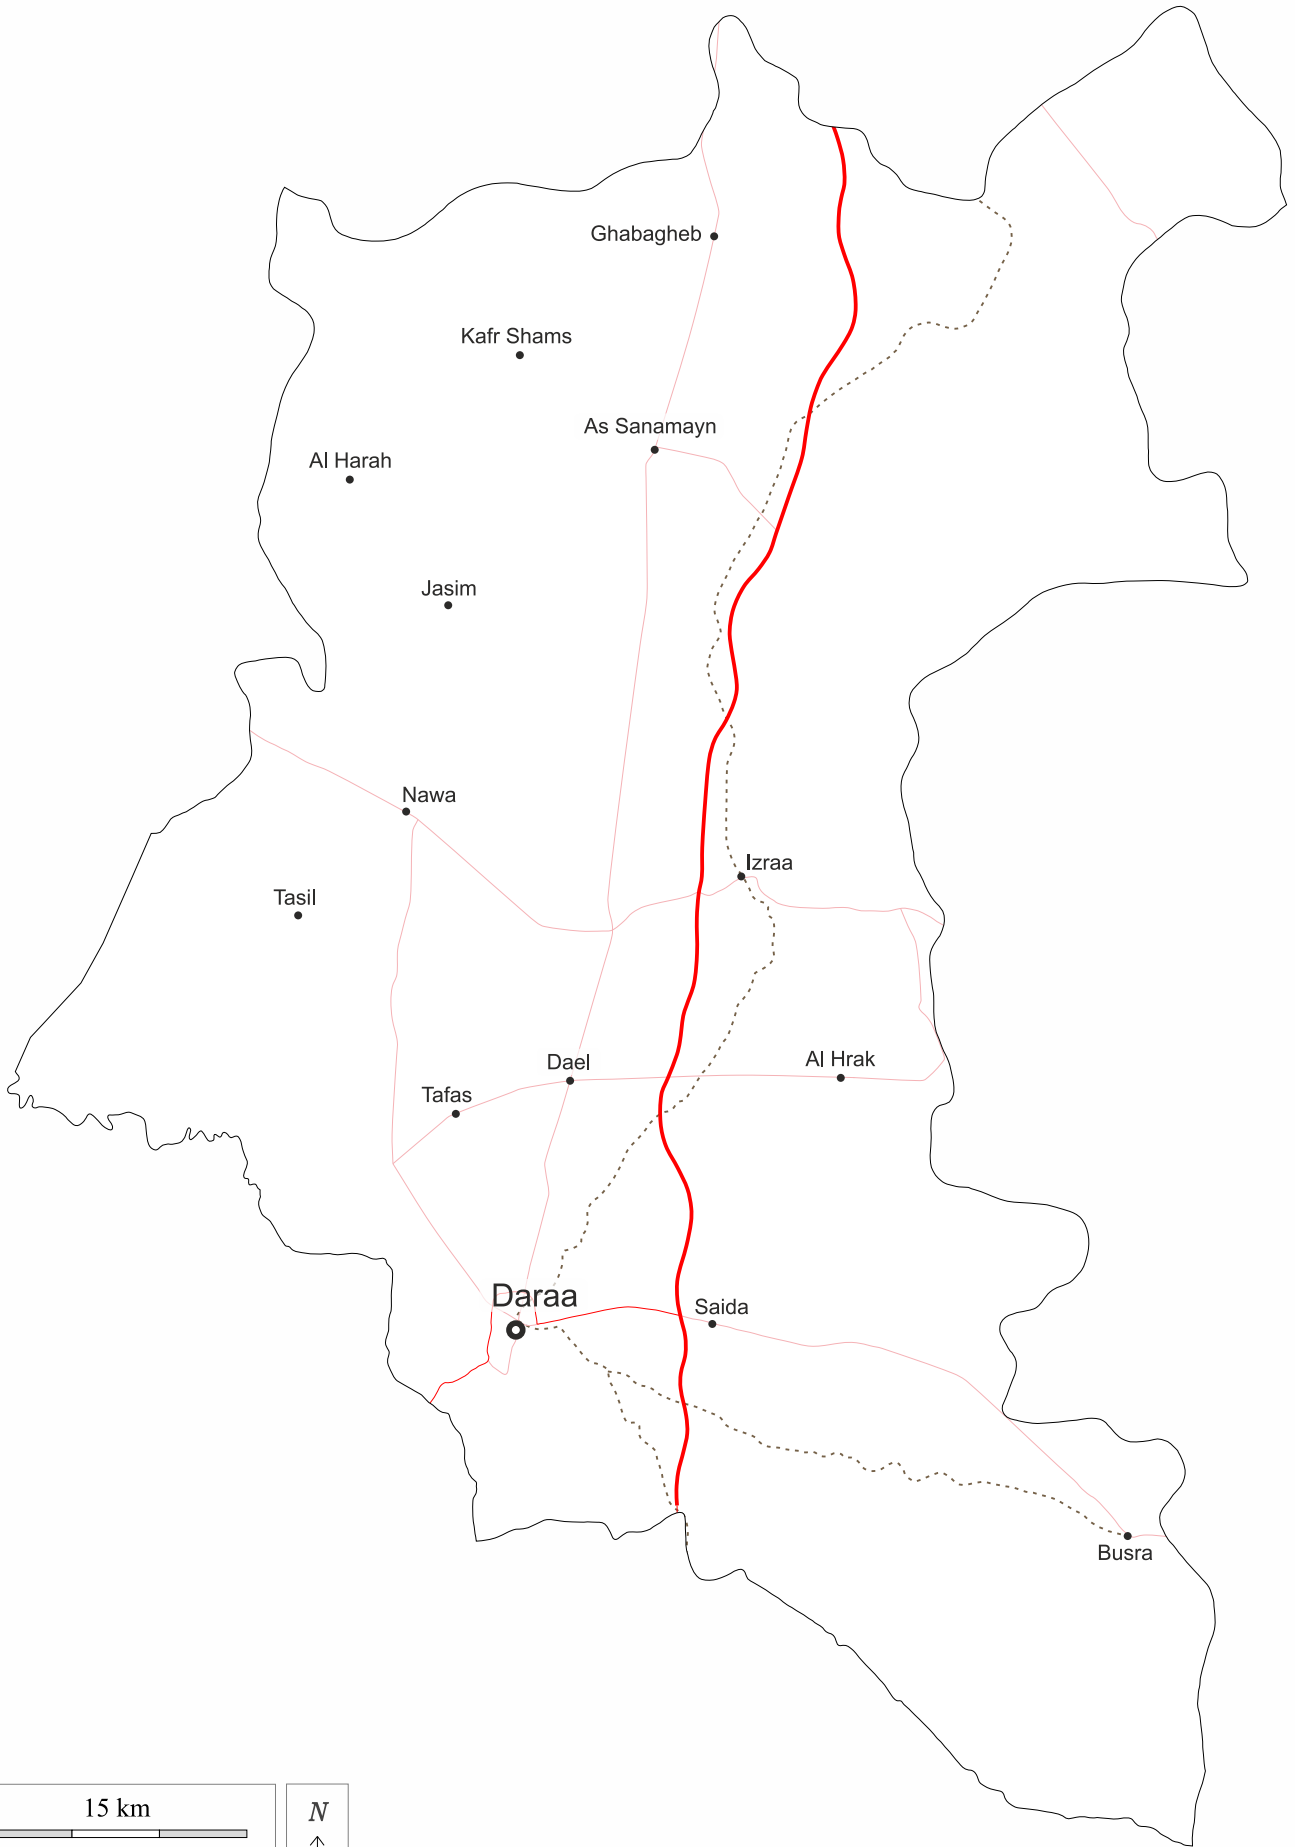 Ghabagheb
Kafr Shams
As Sanamayn
Al Harah
Jasim
Nawa
Izraa
Tasil
Dael
Al Hrak
Tafas
Daraa
Saida
Busra
15 km
N